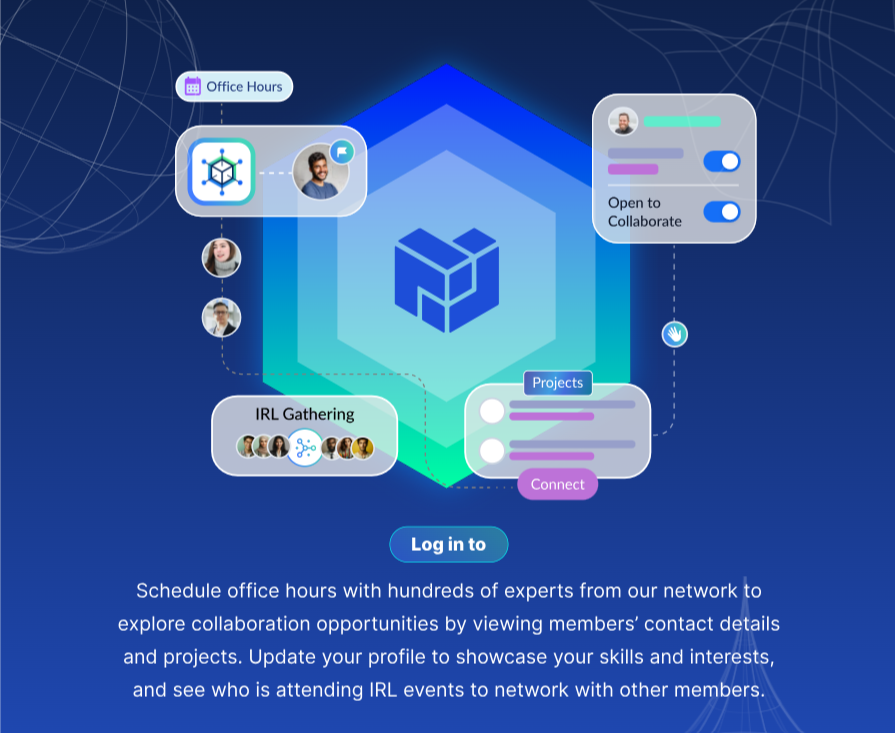 Office Hours
Open to
Collaborate
Projects
IRL Gathering
Connect
Log in to
Schedule office hours with hundreds of experts from our network to
explore collaboration opportunities by viewing members’ contact details
and projects. Update your profile to showcase your skills and interests,
and see who is attending IRL events to network with other members.